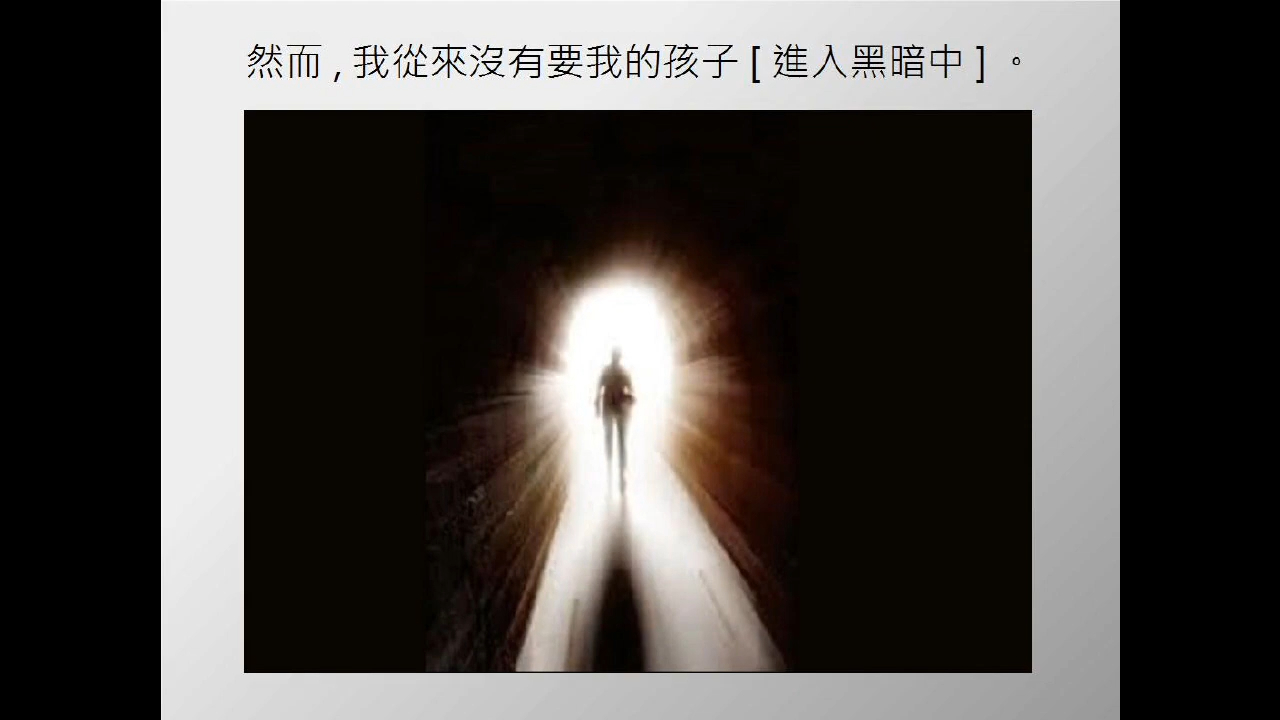 然而 , 我從來沒有要我的孩子 [ 進入黑暗中 ] 。